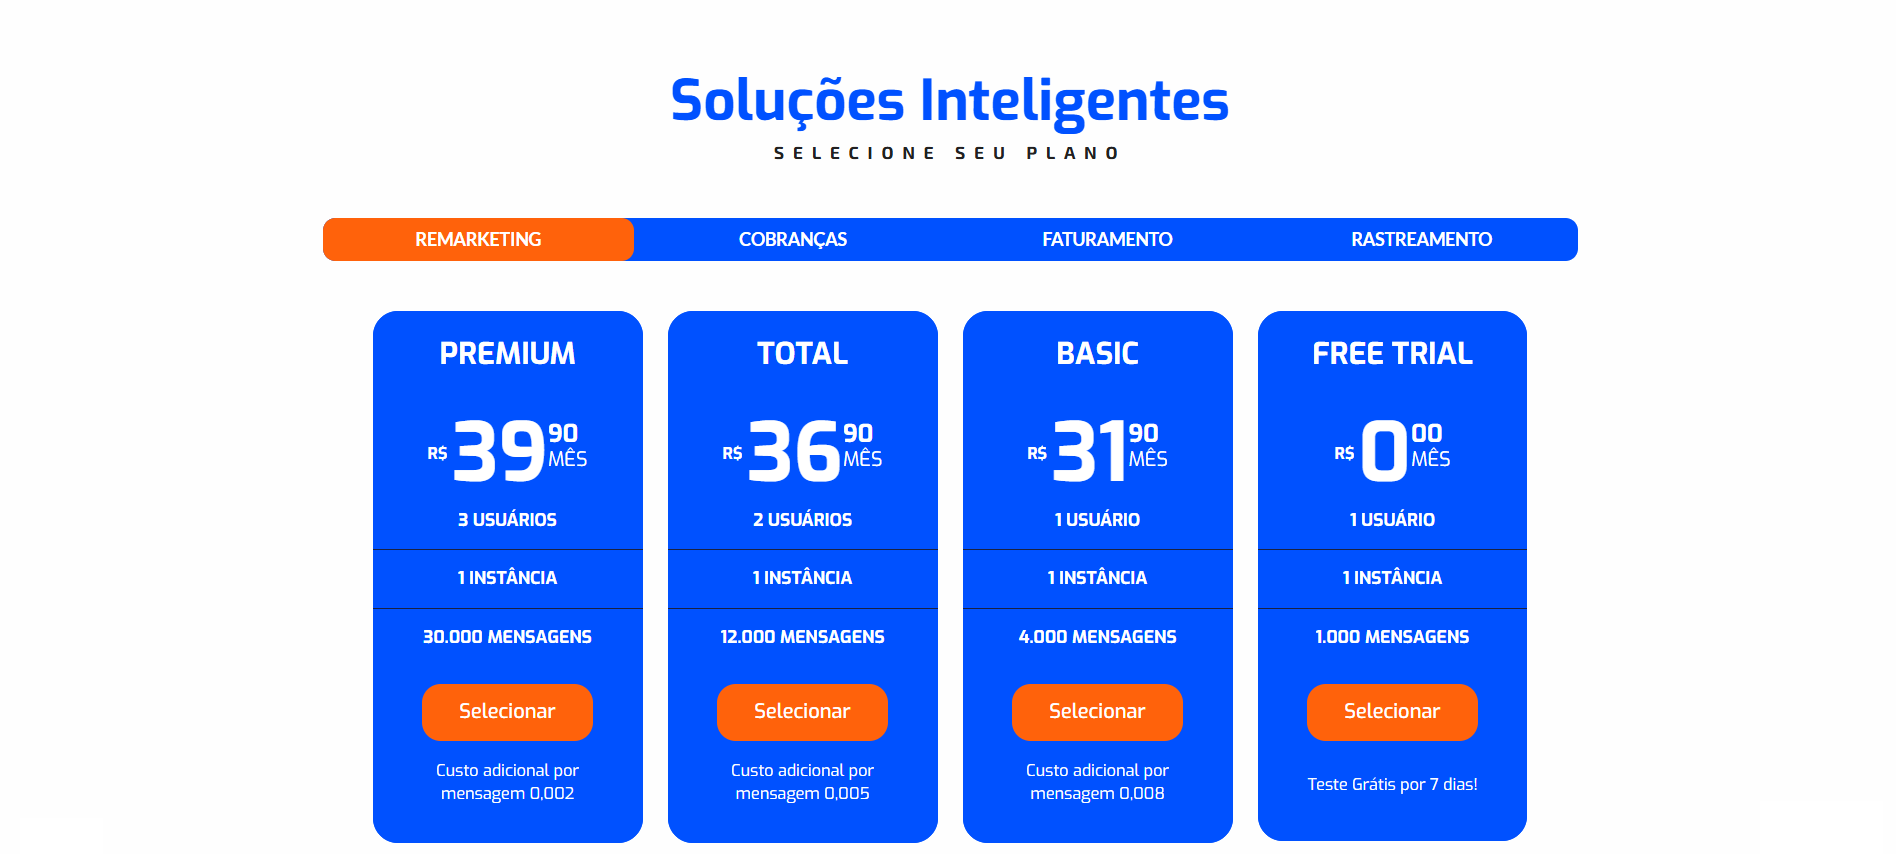 Soluções Inteligentes
SELECIONE SEU PLANO
REMARKETING
COBRANÇAS
FATURAMENTO
RASTREAMENTO
PREMIUM
R$ 39 90 MÊS
3 USUÁRIOS
1 INSTÂNCIA
30.000 MENSAGENS
Selecionar
Custo adicional por
mensagem 0,002
TOTAL
R$ 36 90 MÊS
2 USUÁRIOS
1 INSTÂNCIA
12.000 MENSAGENS
Selecionar
Custo adicional por
mensagem 0,005
BASIC
R$ 31 90 MÊS
1 USUÁRIO
1 INSTÂNCIA
4.000 MENSAGENS
Selecionar
Custo adicional por
mensagem 0,008
FREE TRIAL
R$ 0 00 MÊS
1 USUÁRIO
1 INSTÂNCIA
1.000 MENSAGENS
Selecionar
Teste Grátis por 7 dias!